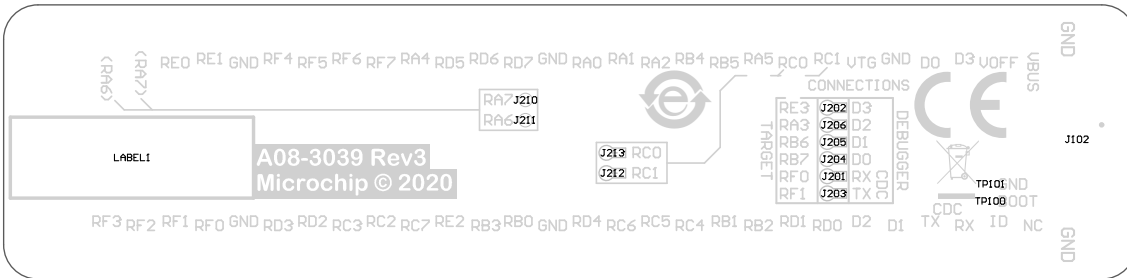 GND
(RA6) (RA7) RE0 RE1 GND RF4 RF5 RF6 RF7 RA4 RD5 RD6 RD7 GND RA0 RA1 RA2 RB4 RB5 RA5 RC0 RC1 VTG GND D0 D3 VOFF VBUS
CONNECTIONS
RA7 J210
RA6 J211
RE3 J202 D3
RA3 J206 D2
RB6 J205 D1
RB7 J204 D0
RF0 J201 RX
RF1 J203 TX
TARGET
CDC
DEBUGGER
J102
J213 RC0
J212 RC1
LABEL1
A08-3039 Rev3
Microchip © 2020
TP101 GND
TP100 BOOT
CDC
RF3 RF2 RF1 RF0 GND RD3 RD2 RC3 RC2 RC7 RE2 RB3 RB0 GND RD4 RC6 RC5 RC4 RB1 RB2 RD1 RD0 D2 D1 TX RX ID NC
GND